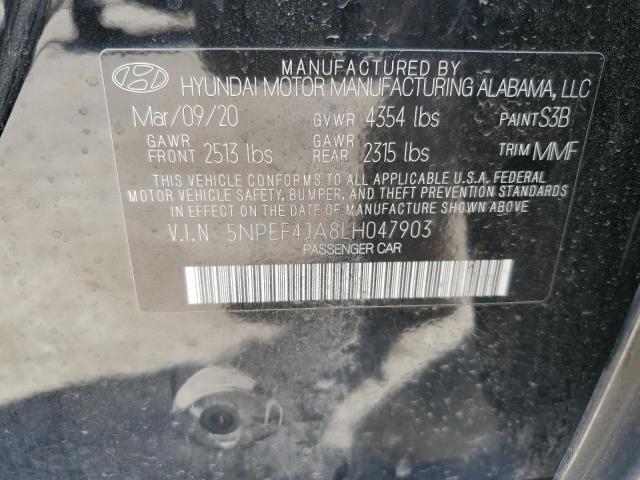 MANUFACTURED BY
HYUNDAI MOTOR MANUFACTURING ALABAMA, LLC
Mar/09/20 GVWR 4354 lbs PAINT S3B
GAWR FRONT 2513 lbs GAWR REAR 2315 lbs TRIM MMF
THIS VEHICLE CONFORMS TO ALL APPLICABLE U.S.A. FEDERAL
MOTOR VEHICLE SAFETY, BUMPER, AND THEFT PREVENTION STANDARDS
IN EFFECT ON THE DATE OF MANUFACTURE SHOWN ABOVE.
V.I.N 5NPEF4JA8LH047903
PASSENGER CAR